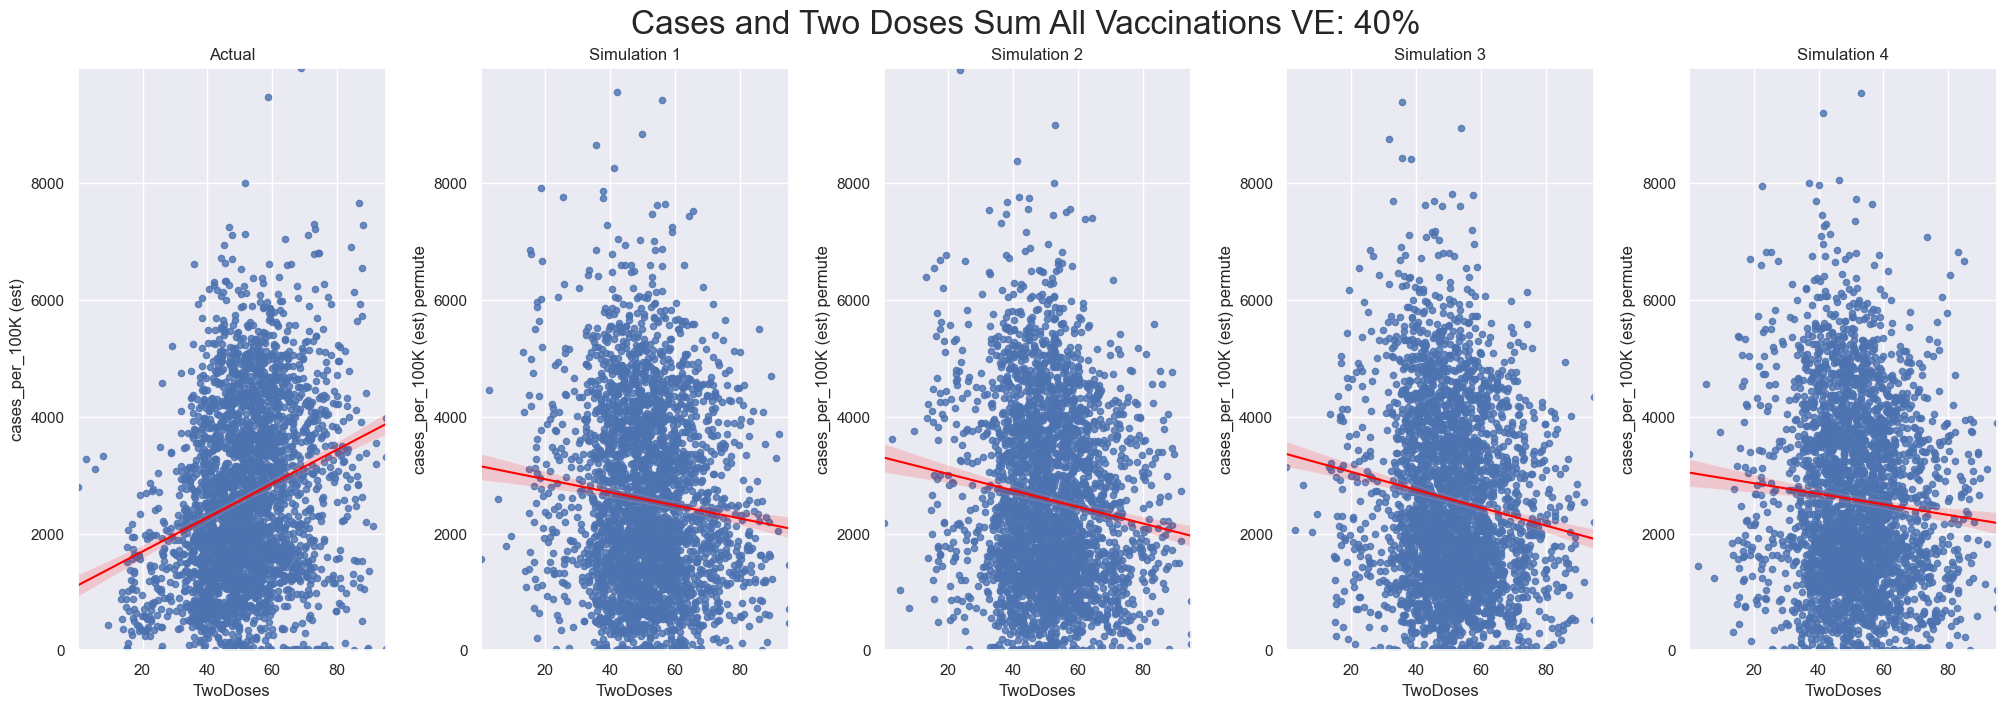 Cases and Two Doses Sum All Vaccinations VE: 40%
Actual
cases_per_100K (est)
8000
6000
4000
2000
0
20 40 60 80
TwoDoses
Simulation 1
cases_per_100K (est) permute
8000
6000
4000
2000
0
20 40 60 80
TwoDoses
Simulation 2
cases_per_100K (est) permute
8000
6000
4000
2000
0
20 40 60 80
TwoDoses
Simulation 3
cases_per_100K (est) permute
8000
6000
4000
2000
0
20 40 60 80
TwoDoses
Simulation 4
cases_per_100K (est) permute
8000
6000
4000
2000
0
20 40 60 80
TwoDoses